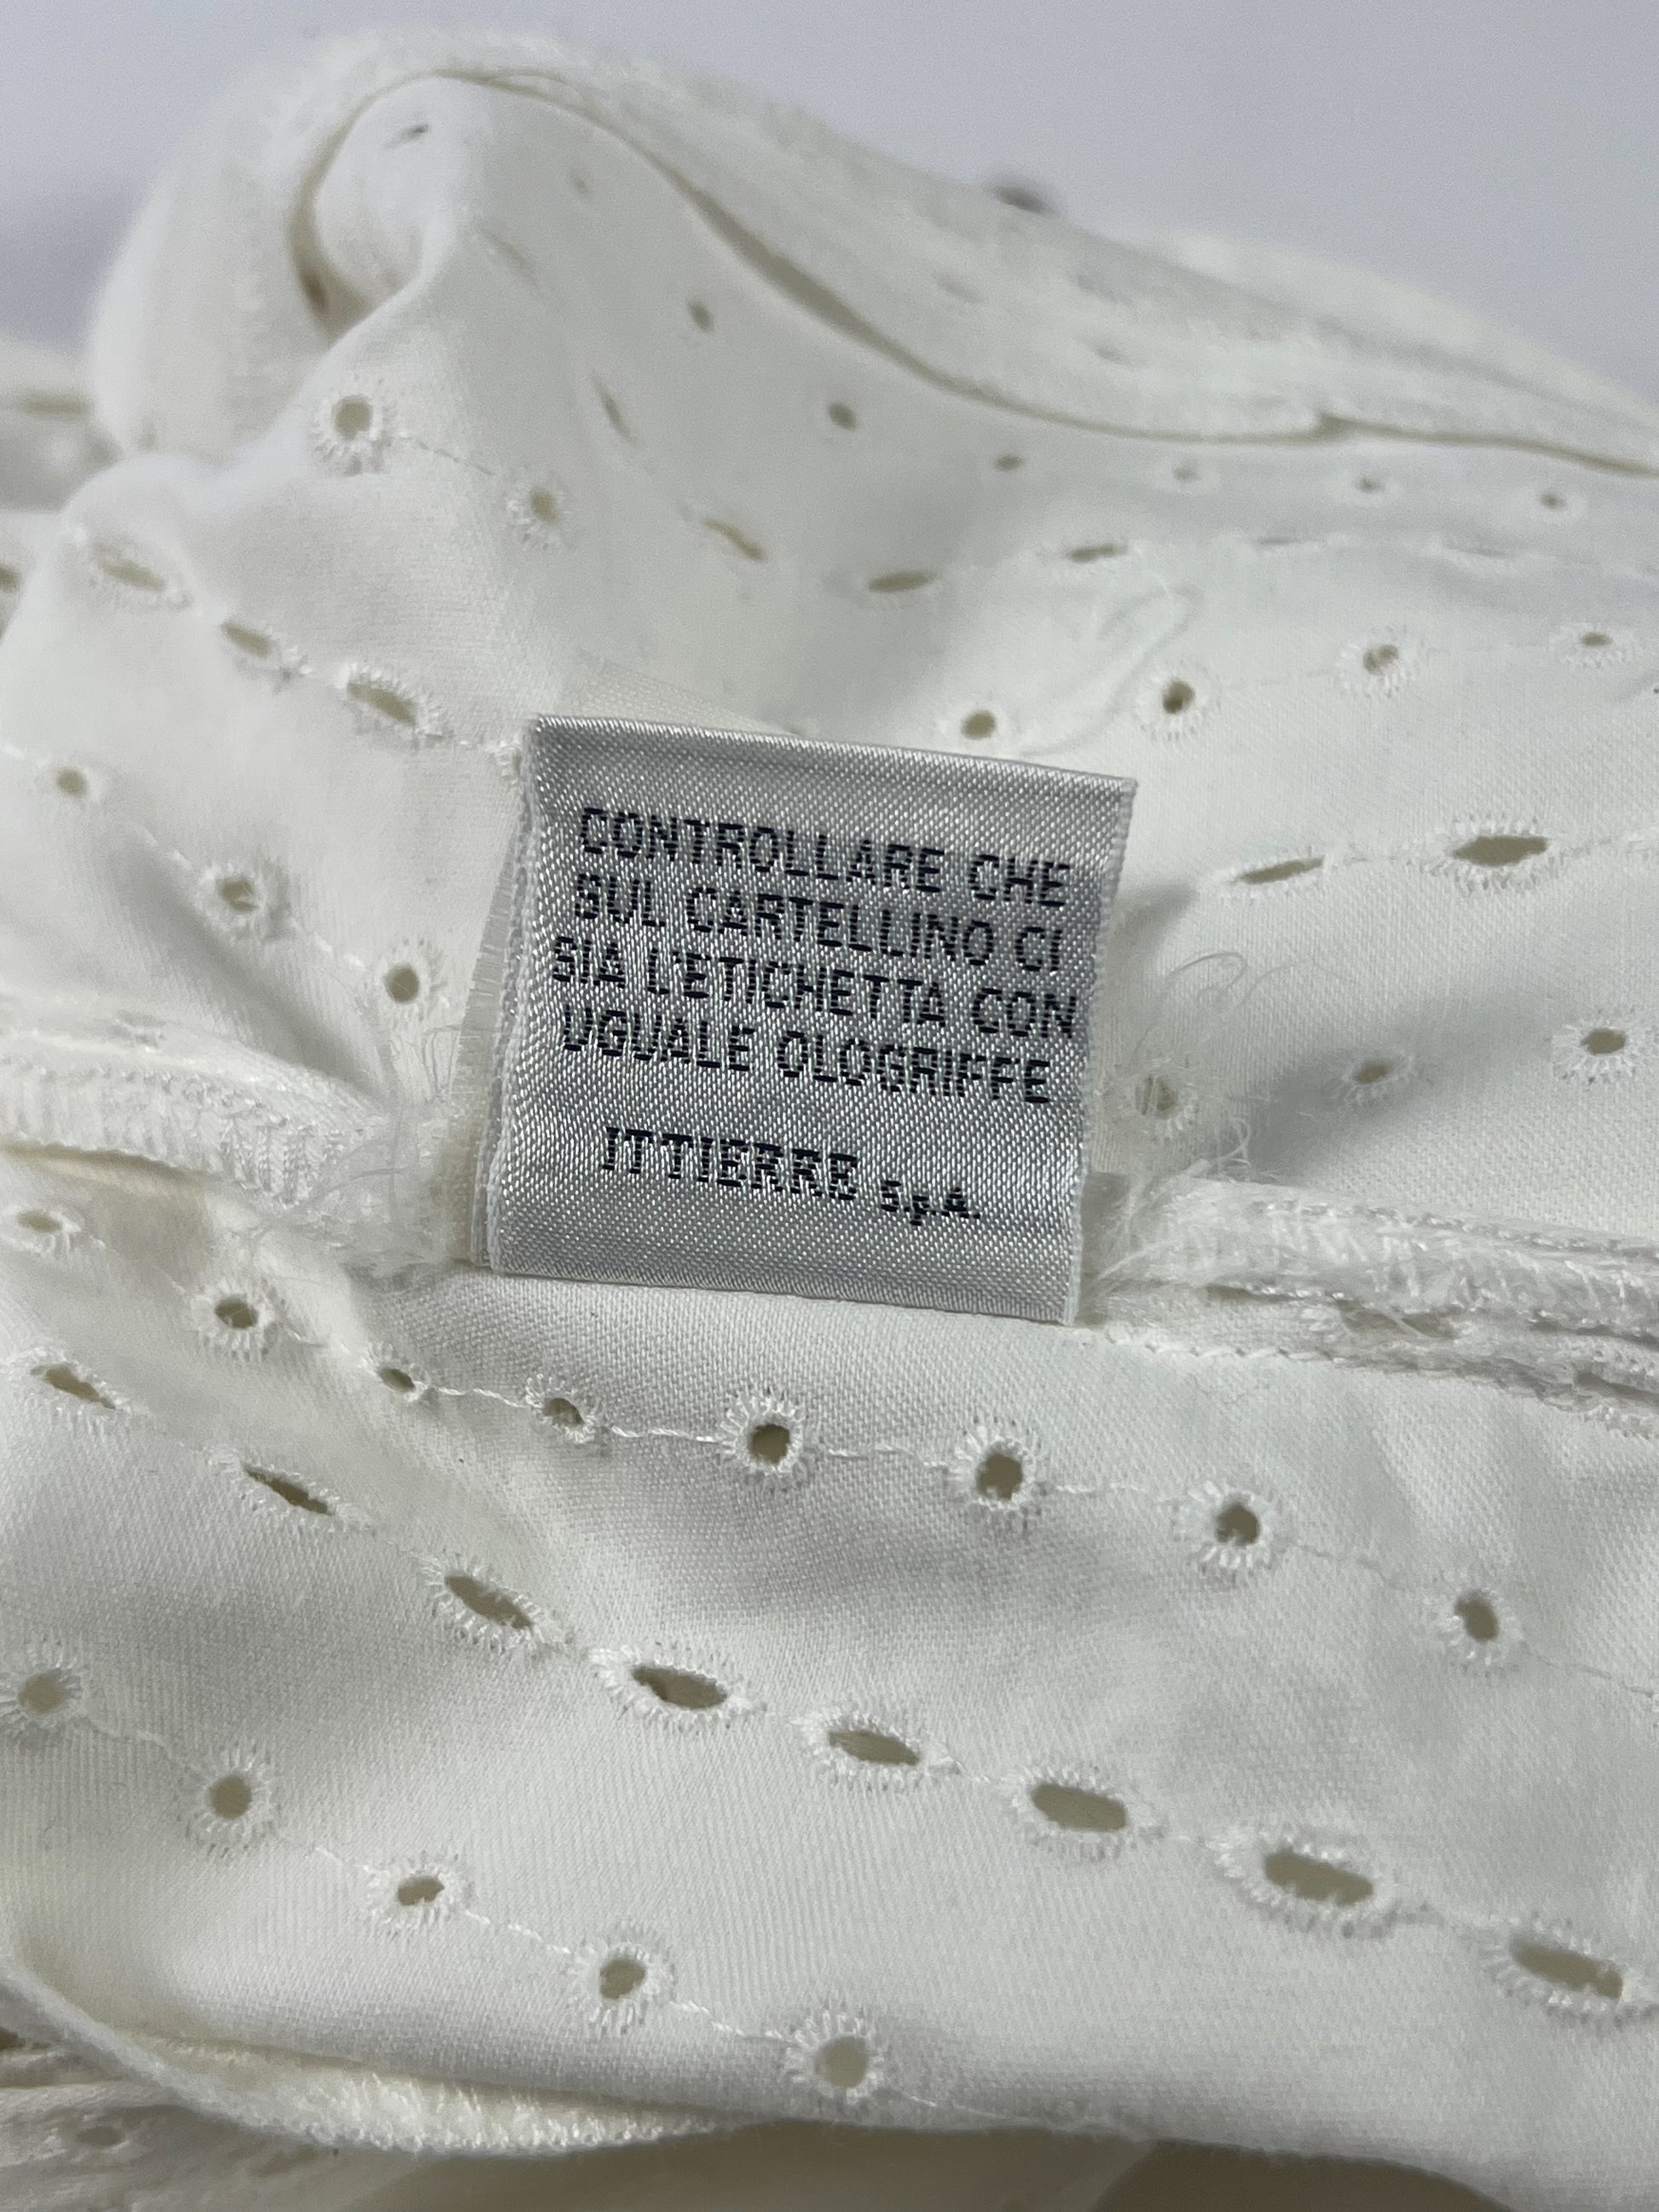 CONTROLLARE CHE
SUL CARTELLINO CI
SIA L'ETICHETTA CON
UGUALE OLOGRIFFE
ITTIERRE S.p.A.